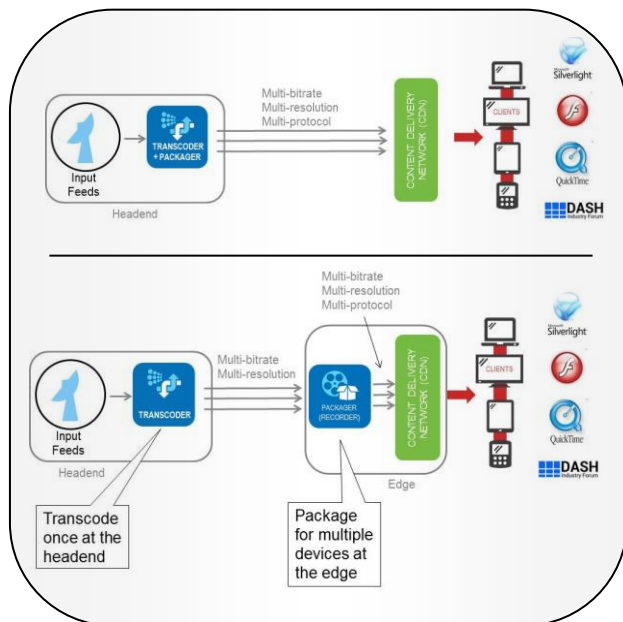 Multi-bitrate
Multi-resolution
Multi-protocol
TRANSCODER
+ PACKAGER
Input
Feeds
Headend
CONTENT DELIVERY
NETWORK (CDN)
CLIENTS
Microsoft
Silverlight
QuickTime
DASH
Industry Forum
Multi-bitrate
Multi-resolution
Multi-protocol
Multi-bitrate
Multi-resolution
TRANSCODER
Input
Feeds
Headend
PACKAGER
(RECORDER)
CONTENT DELIVERY
NETWORK (CDN)
Edge
CLIENTS
Microsoft
Silverlight
QuickTime
DASH
Industry Forum
Transcode
once at the
headend
Package
for multiple
devices at
the edge